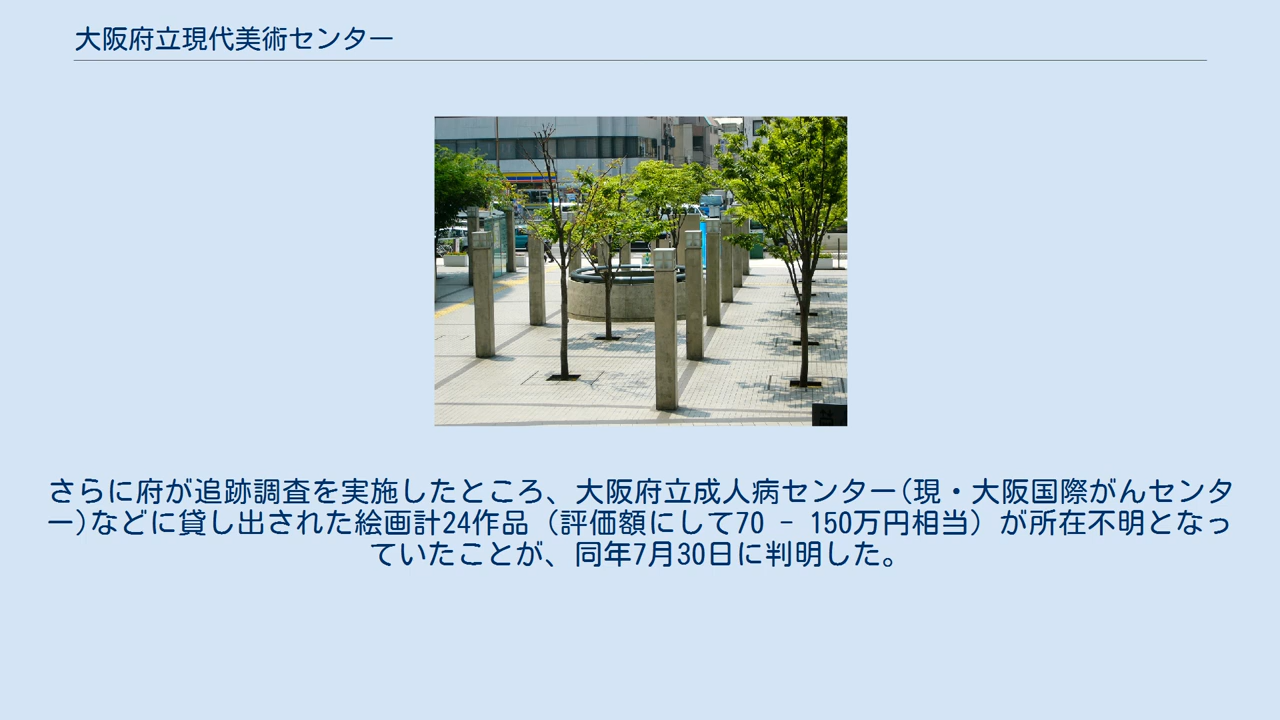 大阪府立現代美術センター
さらに府が追跡調査を実施したところ、大阪府立成人病センター(現・大阪国際がんセンタ
ー)などに貸し出された絵画計24作品（評価額にして70 - 150万円相当）が所在不明となっ
ていたことが、同年7月30日に判明した。